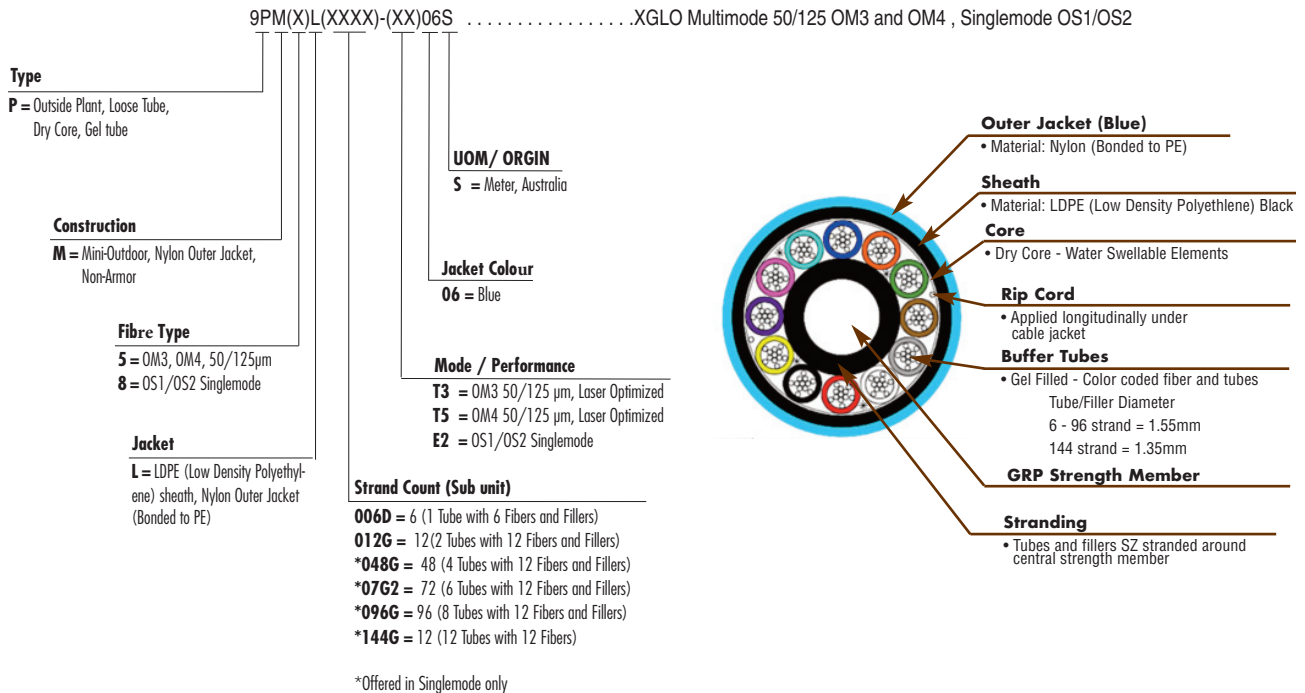 9PM(X)L(XXXX)-(XX)06S . . . . . . . . . . . . . . . . . .XGLO Multimode 50/125 OM3 and OM4 , Singlemode OS1/OS2
Type
P = Outside Plant, Loose Tube,
Dry Core, Gel tube
Construction
M = Mini-Outdoor, Nylon Outer Jacket,
Non-Armor
Fibre Type
5 = OM3, OM4, 50/125µm
8 = OS1/OS2 Singlemode
Jacket
L = LDPE (Low Density Polyethyl-
ene) sheath, Nylon Outer Jacket
(Bonded to PE)
UOM/ ORGIN
S = Meter, Australia
Jacket Colour
06 = Blue
Mode / Performance
T3 = OM3 50/125 µm, Laser Optimized
T5 = OM4 50/125 µm, Laser Optimized
E2 = OS1/OS2 Singlemode
Strand Count (Sub unit)
006D = 6 (1 Tube with 6 Fibers and Fillers)
012G = 12(2 Tubes with 12 Fibers and Fillers)
*048G = 48 (4 Tubes with 12 Fibers and Fillers)
*07G2 = 72 (6 Tubes with 12 Fibers and Fillers)
*096G = 96 (8 Tubes with 12 Fibers and Fillers)
*144G = 12 (12 Tubes with 12 Fibers)
*Offered in Singlemode only
Outer Jacket (Blue)
• Material: Nylon (Bonded to PE)
Sheath
• Material: LDPE (Low Density Polyethlene) Black
Core
• Dry Core - Water Swellable Elements
Rip Cord
• Applied longitudinally under
cable jacket
Buffer Tubes
• Gel Filled - Color coded fiber and tubes
Tube/Filler Diameter
6 - 96 strand = 1.55mm
144 strand = 1.35mm
GRP Strength Member
Stranding
• Tubes and fillers SZ stranded around
central strength member